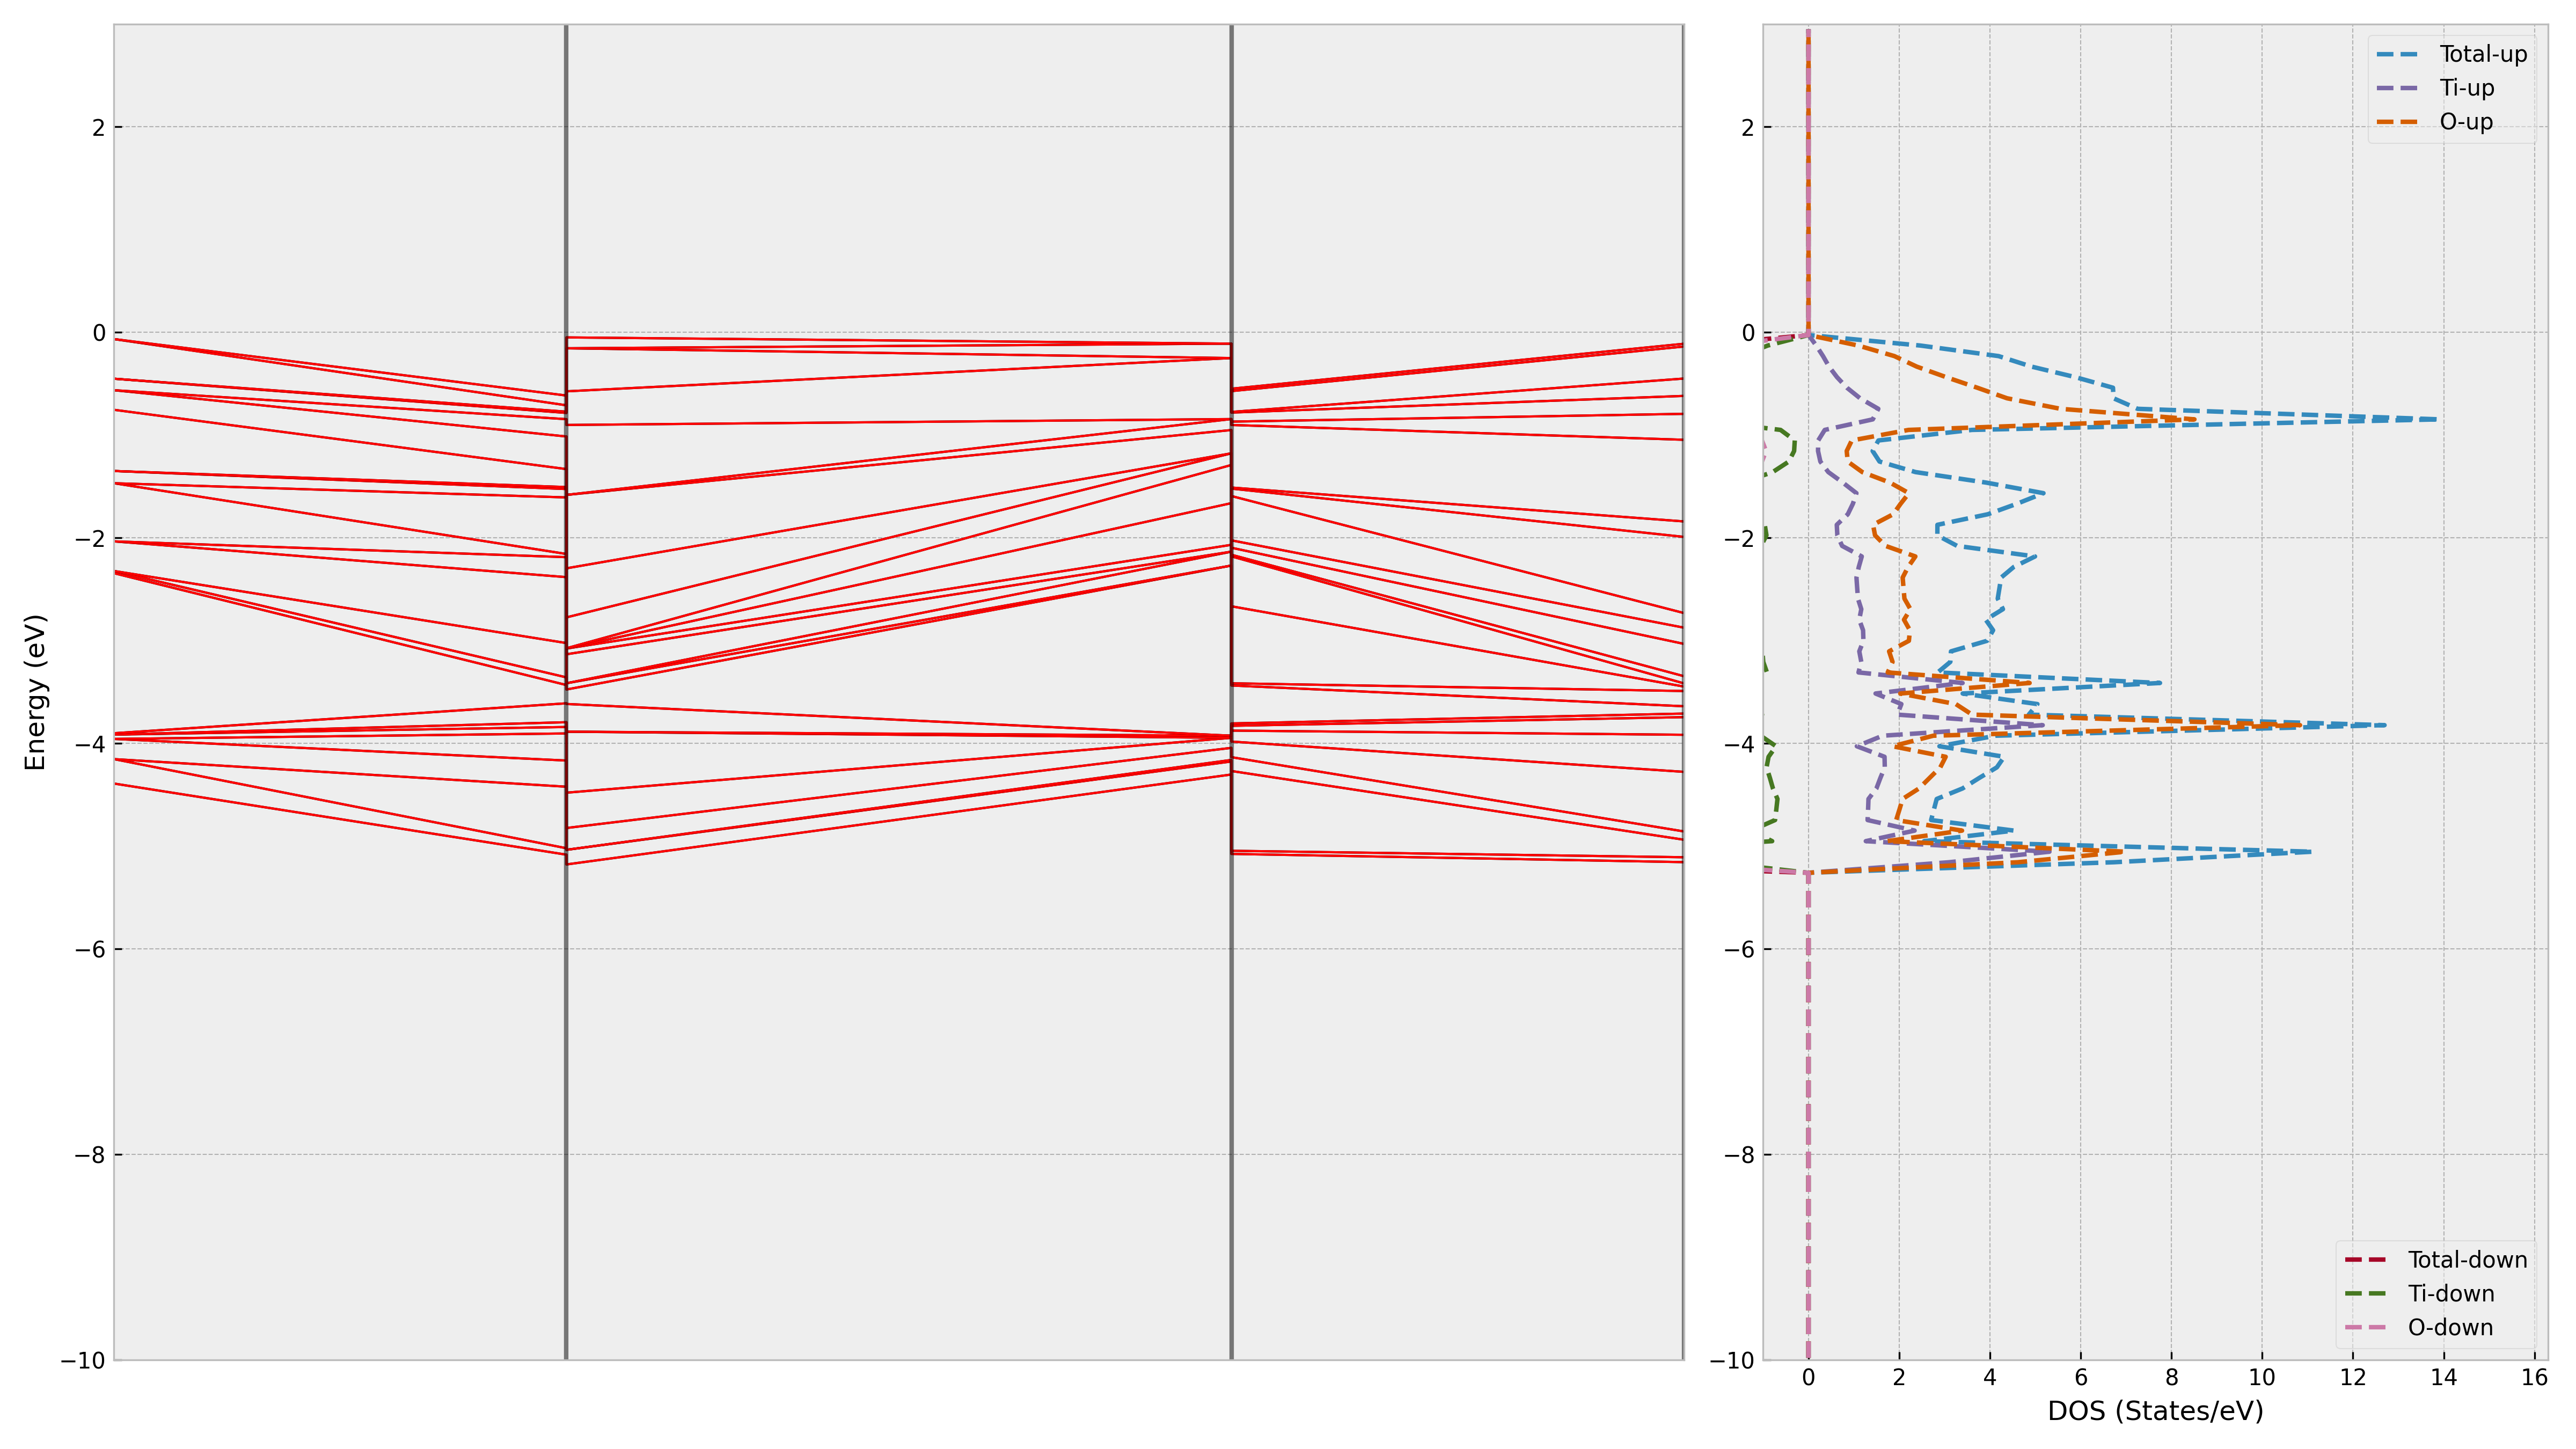 Energy (eV)
2
0
−2
−4
−6
−8
−10
2
0
−2
−4
−6
−8
−10
Total-up
Ti-up
O-up
Total-down
Ti-down
O-down
0 2 4 6 8 10 12 14 16
DOS (States/eV)